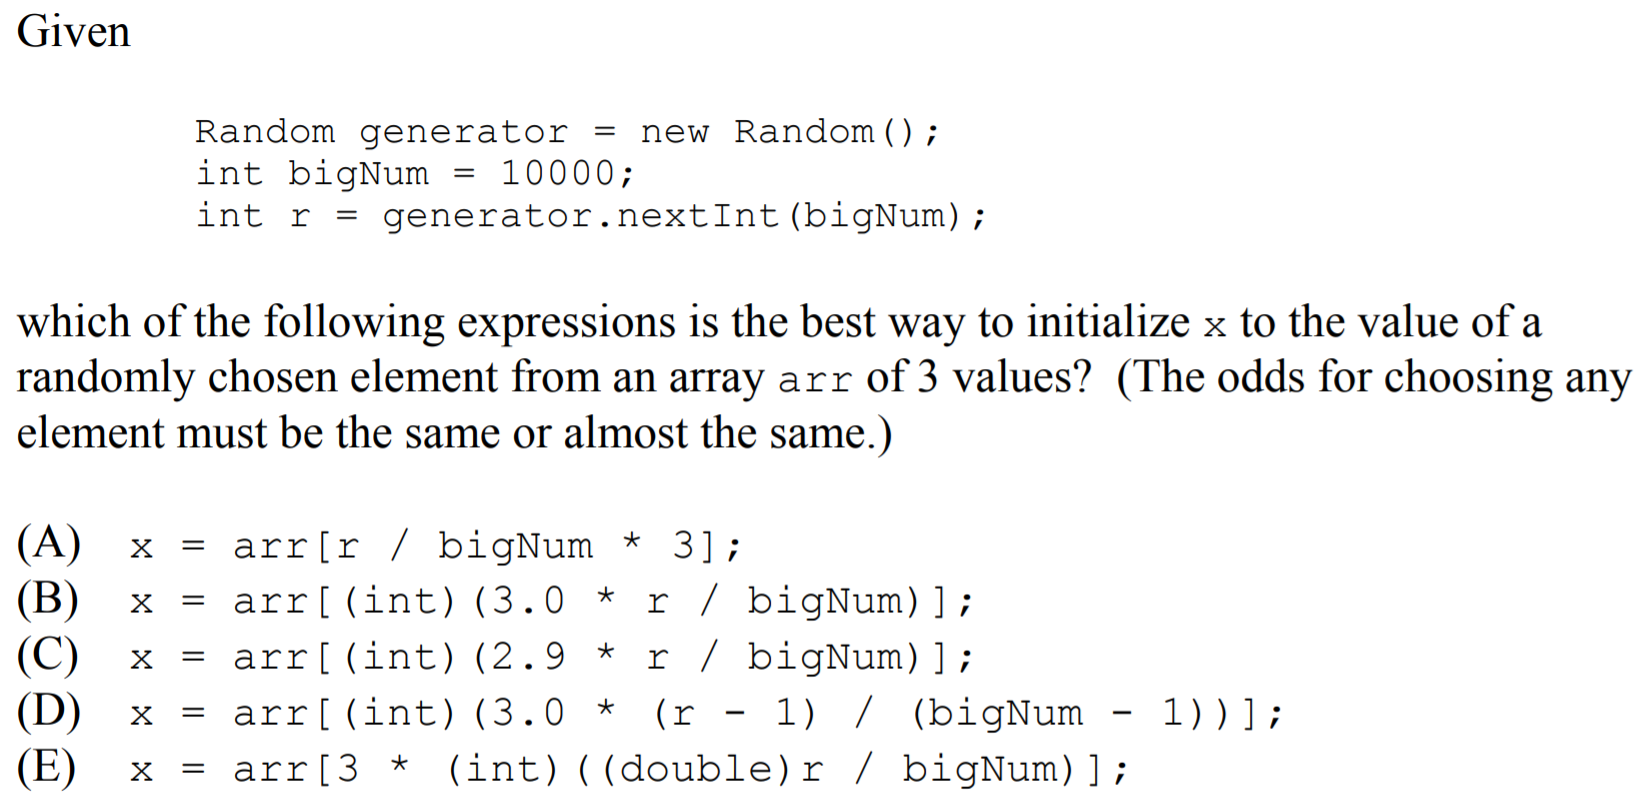 Given
Random generator = new Random();
int bigNum = 10000;
int r = generator.nextInt(bigNum);
which of the following expressions is the best way to initialize x to the value of a
randomly chosen element from an array arr of 3 values? (The odds for choosing any
element must be the same or almost the same.)
(A) x = arr[r / bigNum * 3];
(B) x = arr[(int)(3.0 * r / bigNum)];
(C) x = arr[(int)(2.9 * r / bigNum)];
(D) x = arr[(int)(3.0 * (r - 1) / (bigNum - 1))];
(E) x = arr[3 * (int)((double)r / bigNum)];